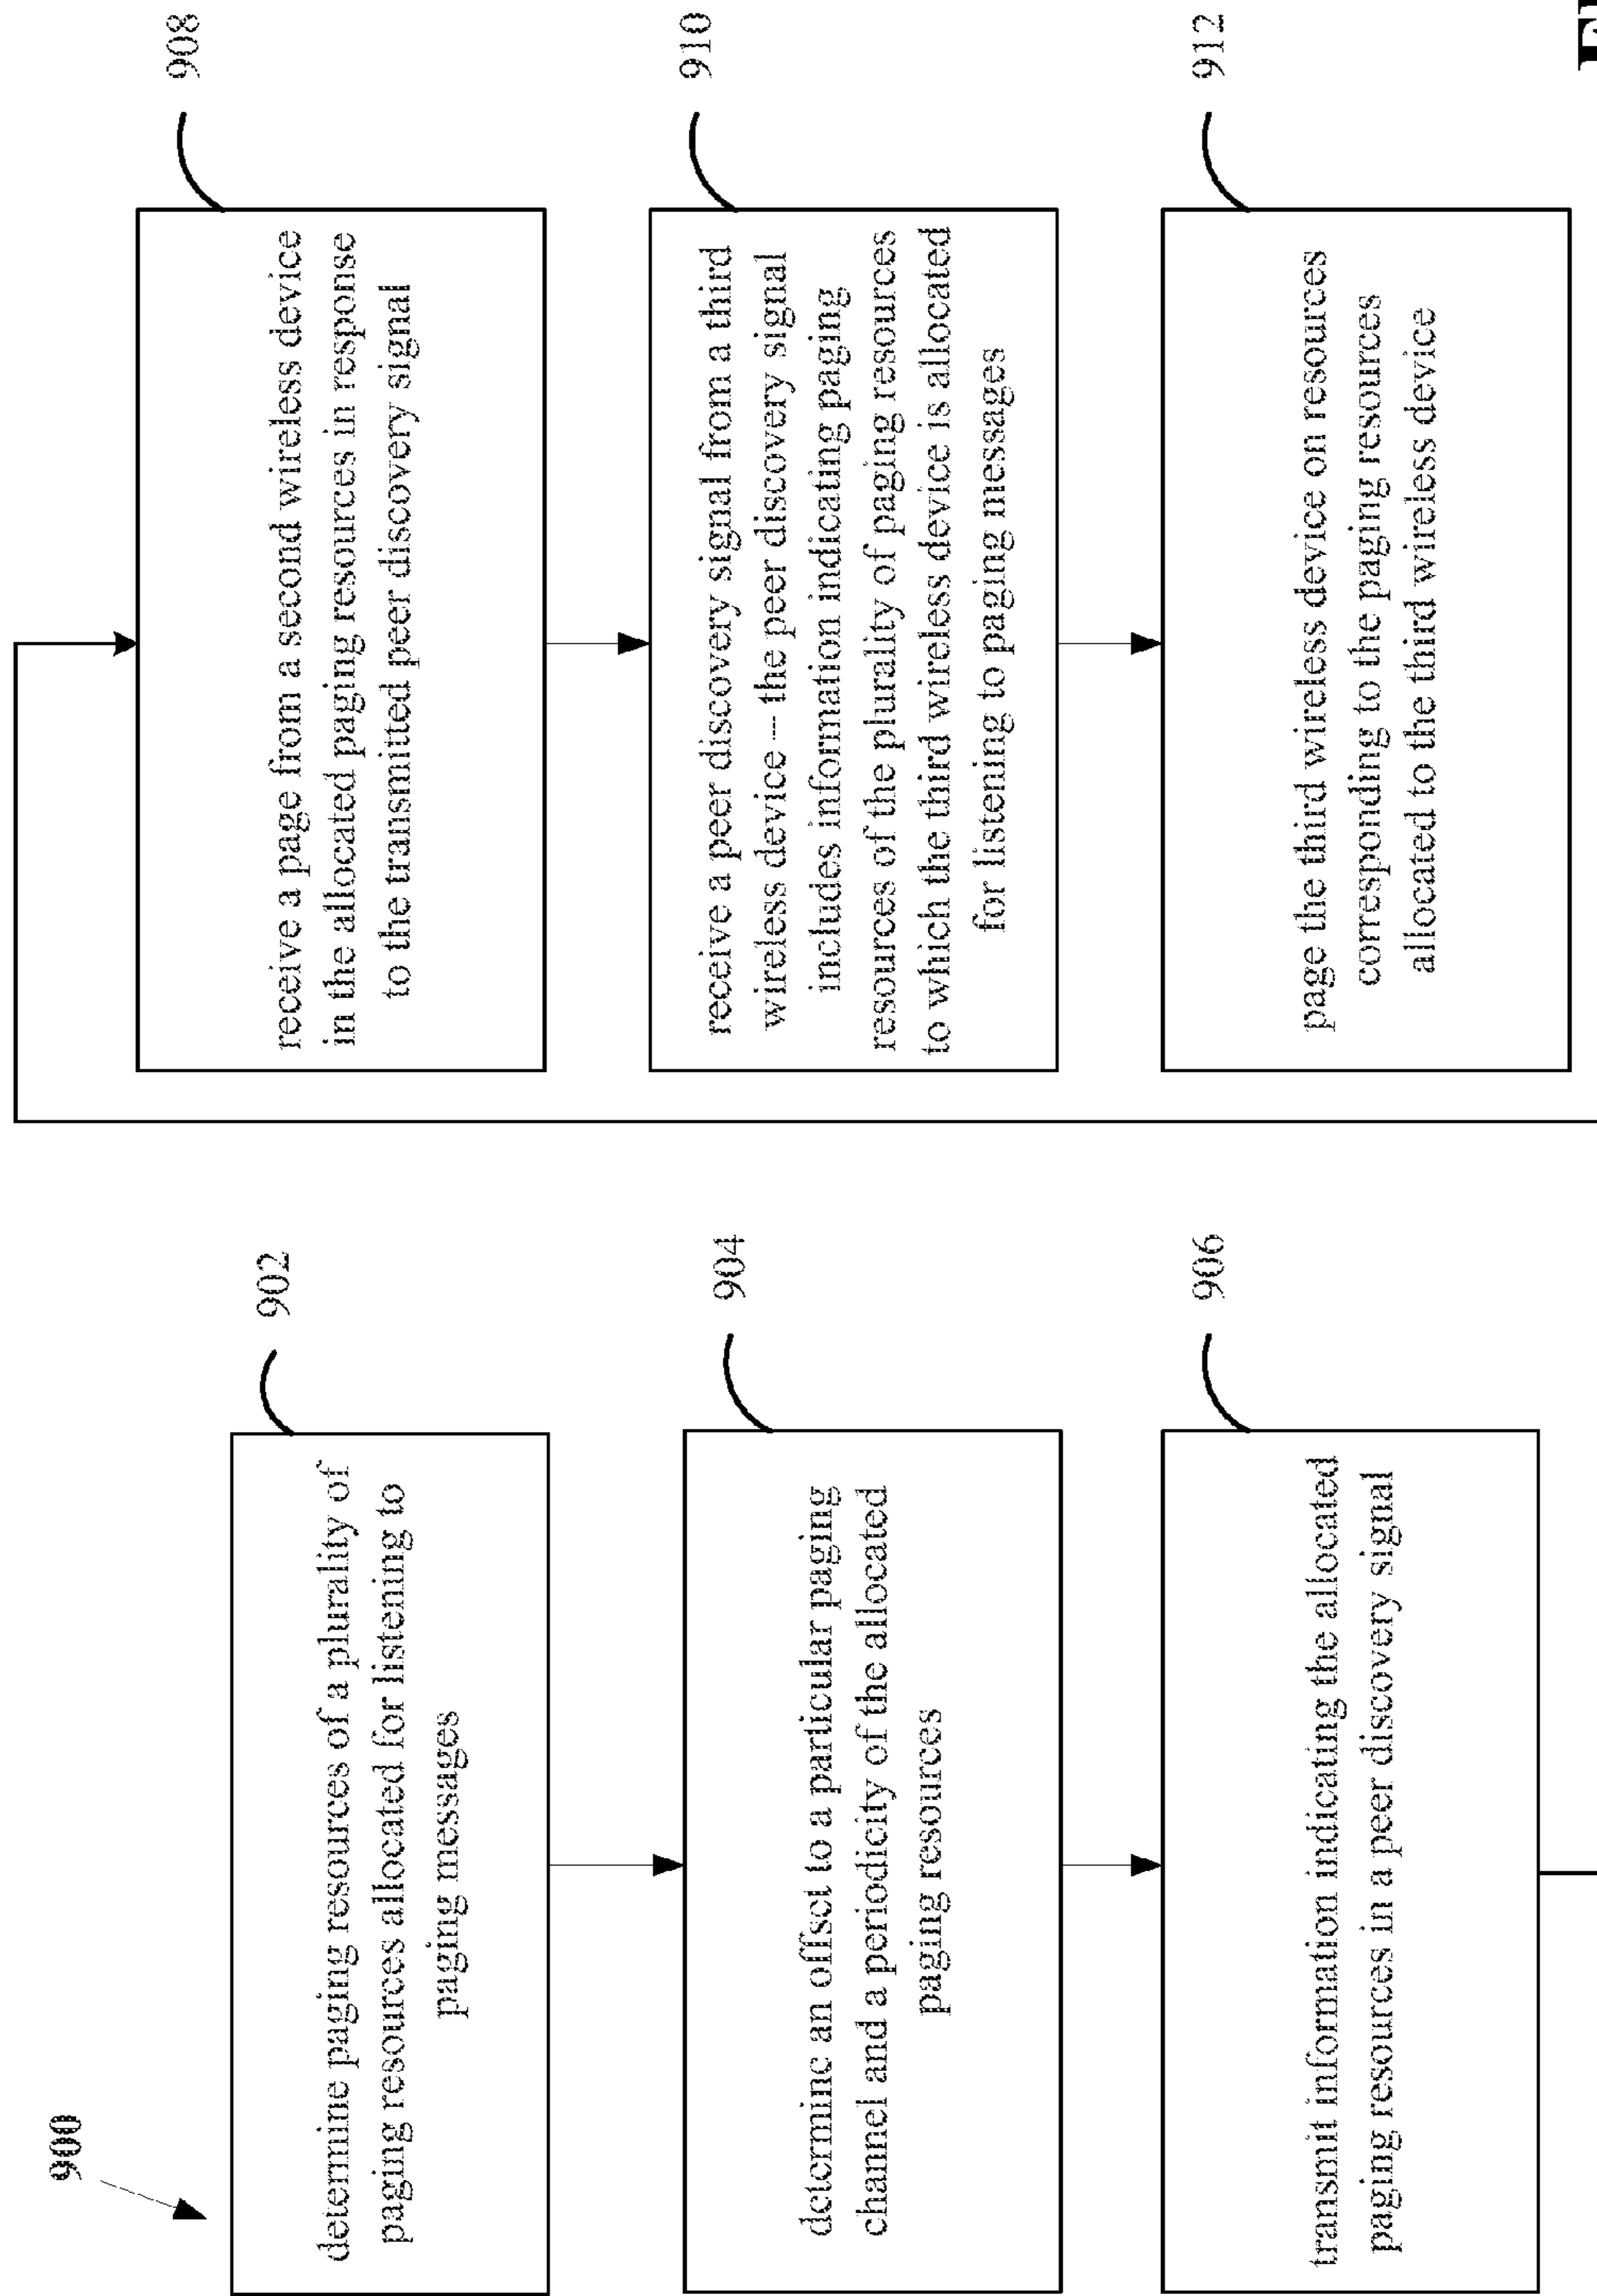 900
902
determine paging resources of a plurality of
paging resources allocated for listening to
paging messages
904
determine an offset to a particular paging
channel and a periodicity of the allocated
paging resources
906
transmit information indicating the allocated
paging resources in a peer discovery signal
908
receive a page from a second wireless device
in the allocated paging resources in response
to the transmitted peer discovery signal
910
receive a peer discovery signal from a third
wireless device – the peer discovery signal
includes information indicating paging
resources of the plurality of paging resources
to which the third wireless device is allocated
for listening to paging messages
912
page the third wireless device on resources
corresponding to the paging resources
allocated to the third wireless device